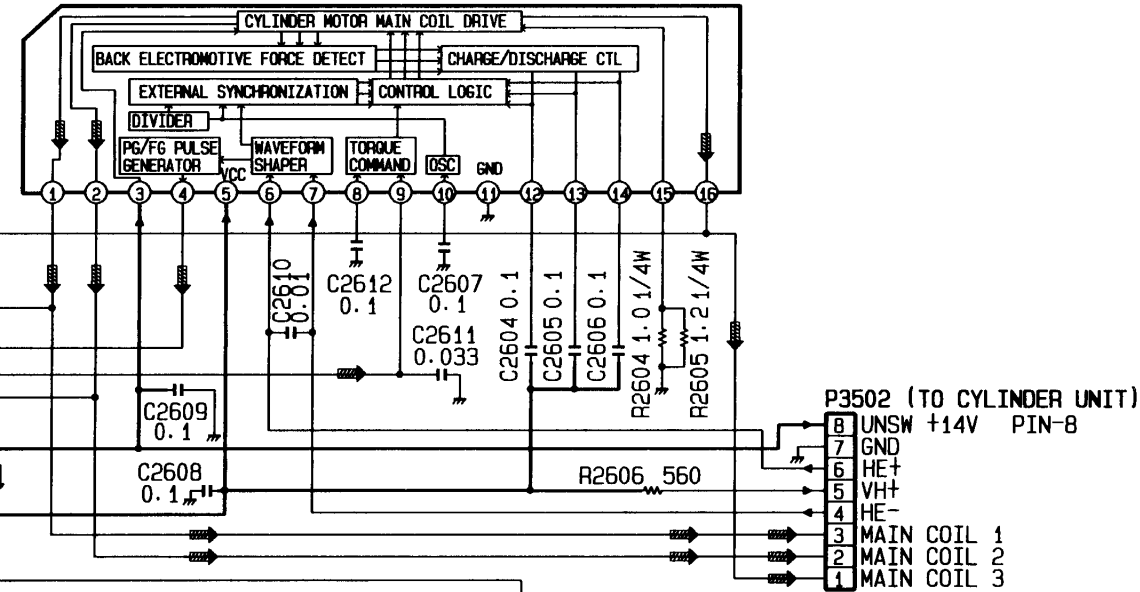 CYLINDER MOTOR MAIN COIL DRIVE
BACK ELECTROMOTIVE FORCE DETECT
CHARGE/DISCHARGE CTL
EXTERNAL SYNCHRONIZATION
CONTROL LOGIC
DIVIDER
PG/FG PULSE
GENERATOR
VCC
WAVEFORM
SHAPER
TORQUE
COMMAND
OSC
GND
1 2 3 4 5 6 7 8 9 10 11 12 13 14 15 16
C2610
0.01
C2612
0.1
C2607
0.1
C2611
0.033
C2604 0.1
C2605 0.1
C2606 0.1
R2604 1.0 1/4W
R2605 1.2 1/4W
C2609
0.1
C2608
0.1
R2606 560
P3502 (TO CYLINDER UNIT)
8 UNSW +14V PIN-8
7 GND
6 HE+
5 VH+
4 HE-
3 MAIN COIL 1
2 MAIN COIL 2
1 MAIN COIL 3